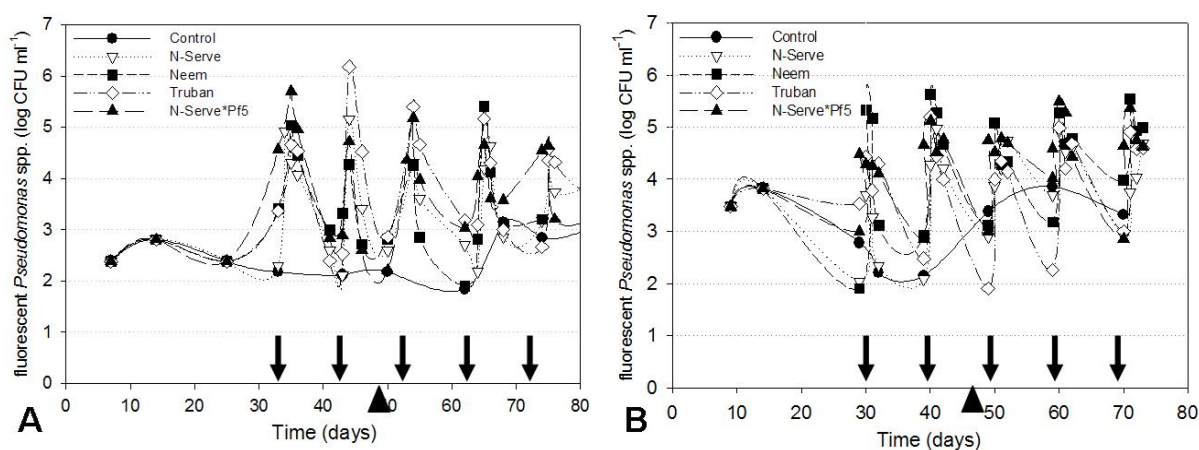 fluorescent Pseudomonas spp. (log CFU ml⁻¹)
7
6
5
4
3
2
1
0
Control
N-Serve
Neem
Truban
N-Serve*Pf5
0 10 20 30 40 50 60 70 80
Time (days)
A
fluorescent Pseudomonas spp. (log CFU ml⁻¹)
7
6
5
4
3
2
1
0
Control
N-Serve
Neem
Truban
N-Serve*Pf5
0 10 20 30 40 50 60 70 80
Time (days)
B